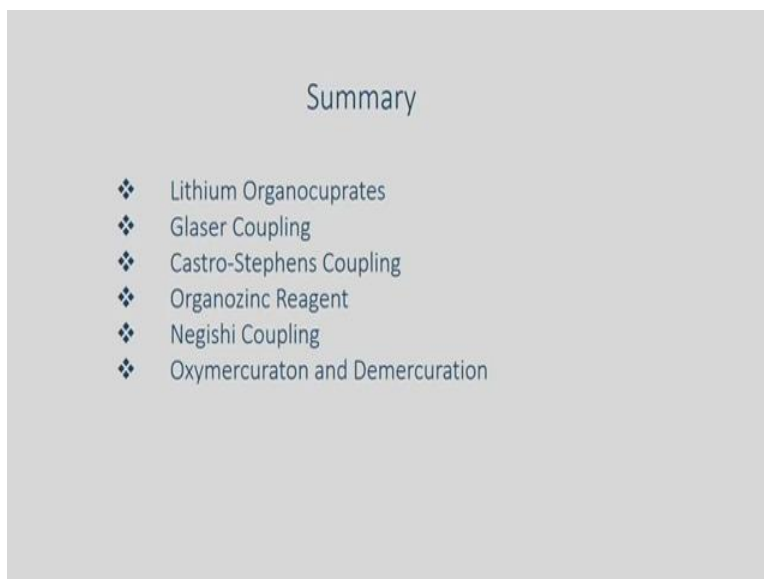 Summary
❖ Lithium Organocuprates
❖ Glaser Coupling
❖ Castro-Stephens Coupling
❖ Organozinc Reagent
❖ Negishi Coupling
❖ Oxymercuraton and Demercuration